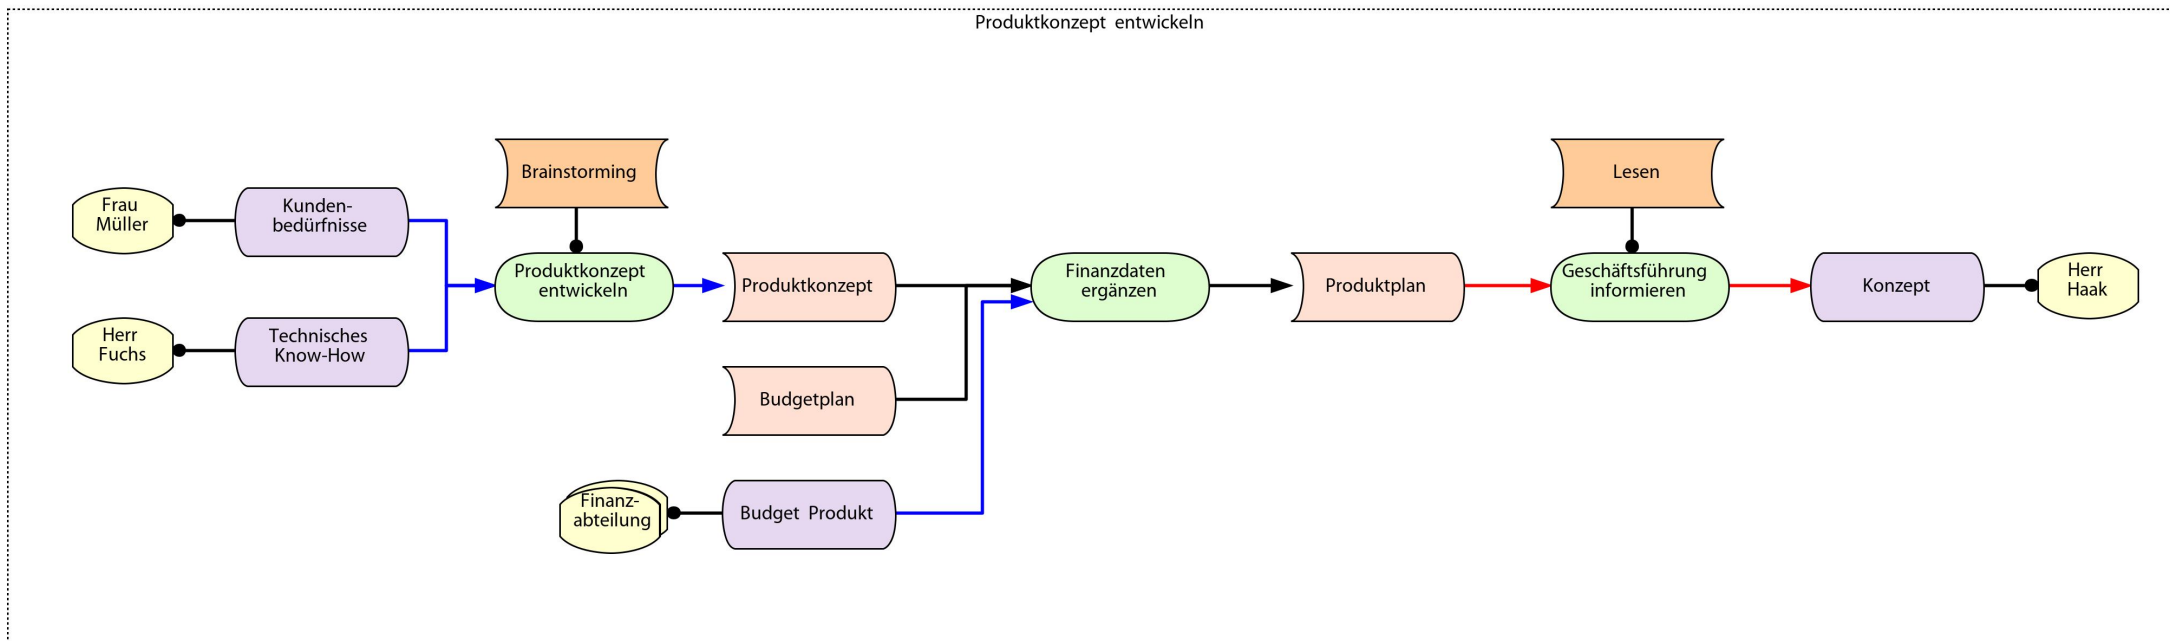 Produktkonzept entwickeln
Brainstorming
Lesen
Frau
Müller
Kunden-
bedürfnisse
Produktkonzept
entwickeln
Produktkonzept
Finanzdaten
ergänzen
Produktplan
Geschäftsführung
informieren
Konzept
Herr
Haak
Herr
Fuchs
Technisches
Know-How
Budgetplan
Finanz-
abteilung
Budget Produkt